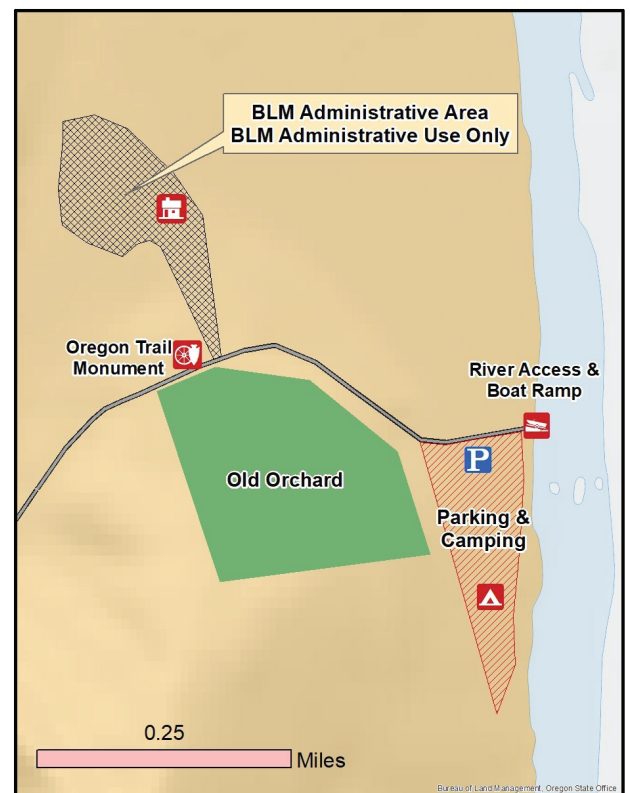 BLM Administrative Area
BLM Administrative Use Only
Oregon Trail
Monument
River Access &
Boat Ramp
P
Old Orchard
Parking &
Camping
0.25
Miles
Bureau of Land Management, Oregon State Office